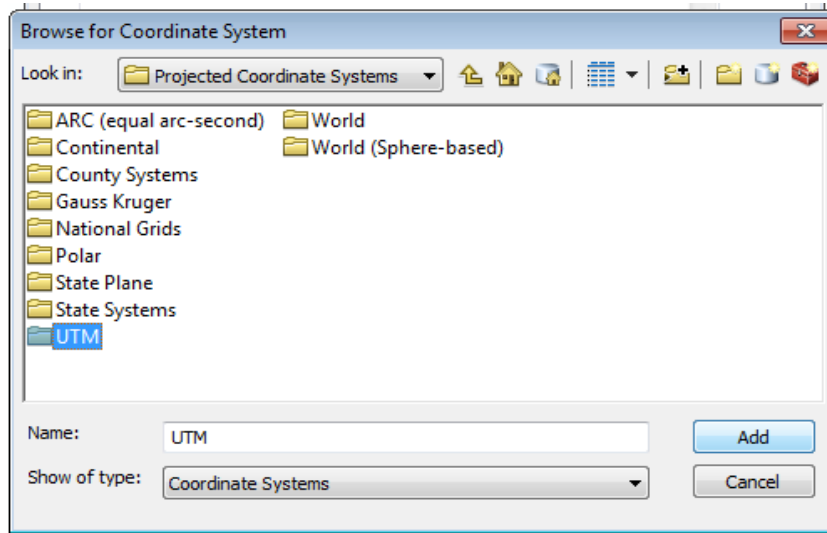 Browse for Coordinate System
Look in: Projected Coordinate Systems
ARC (equal arc-second) World
Continental World (Sphere-based)
County Systems
Gauss Kruger
National Grids
Polar
State Plane
State Systems
UTM
Name: UTM Add
Show of type: Coordinate Systems Cancel